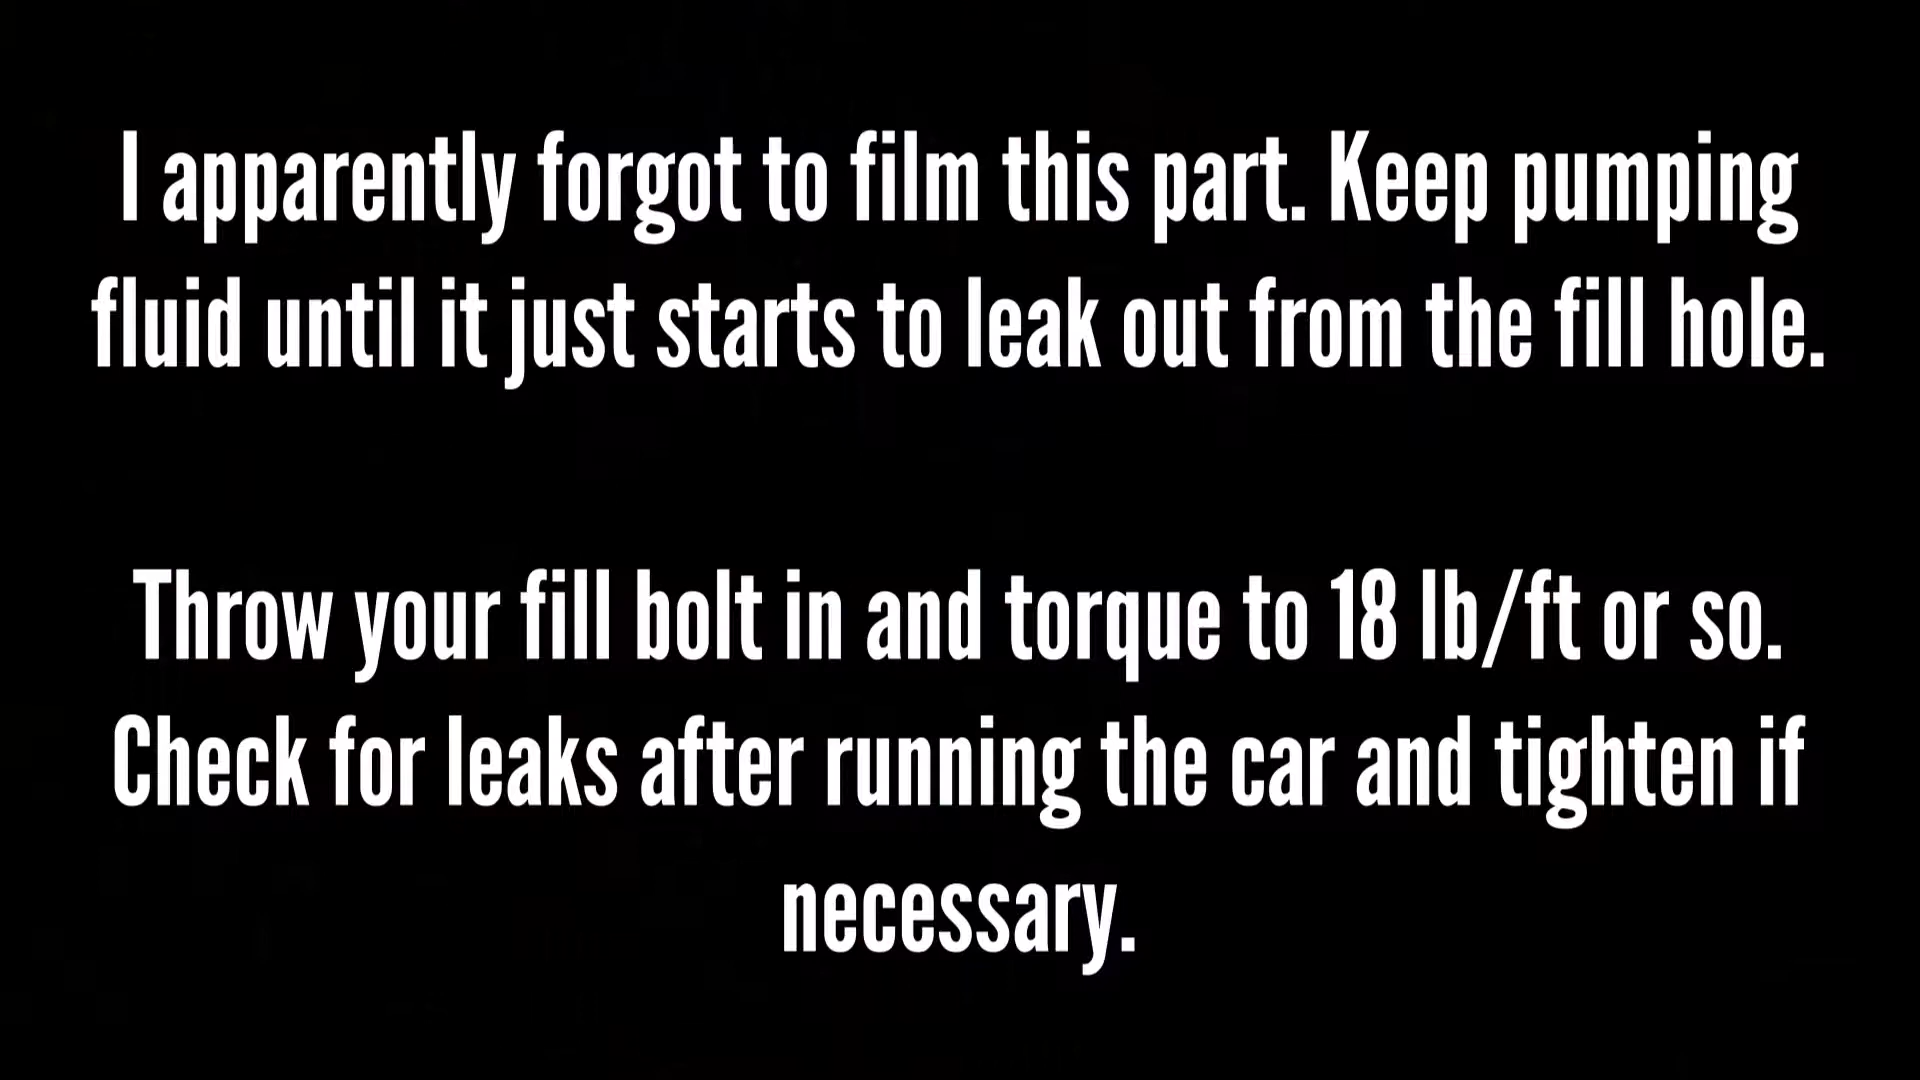 I apparently forgot to film this part. Keep pumping
fluid until it just starts to leak out from the fill hole.
Throw your fill bolt in and torque to 18 lb/ft or so.
Check for leaks after running the car and tighten if
necessary.